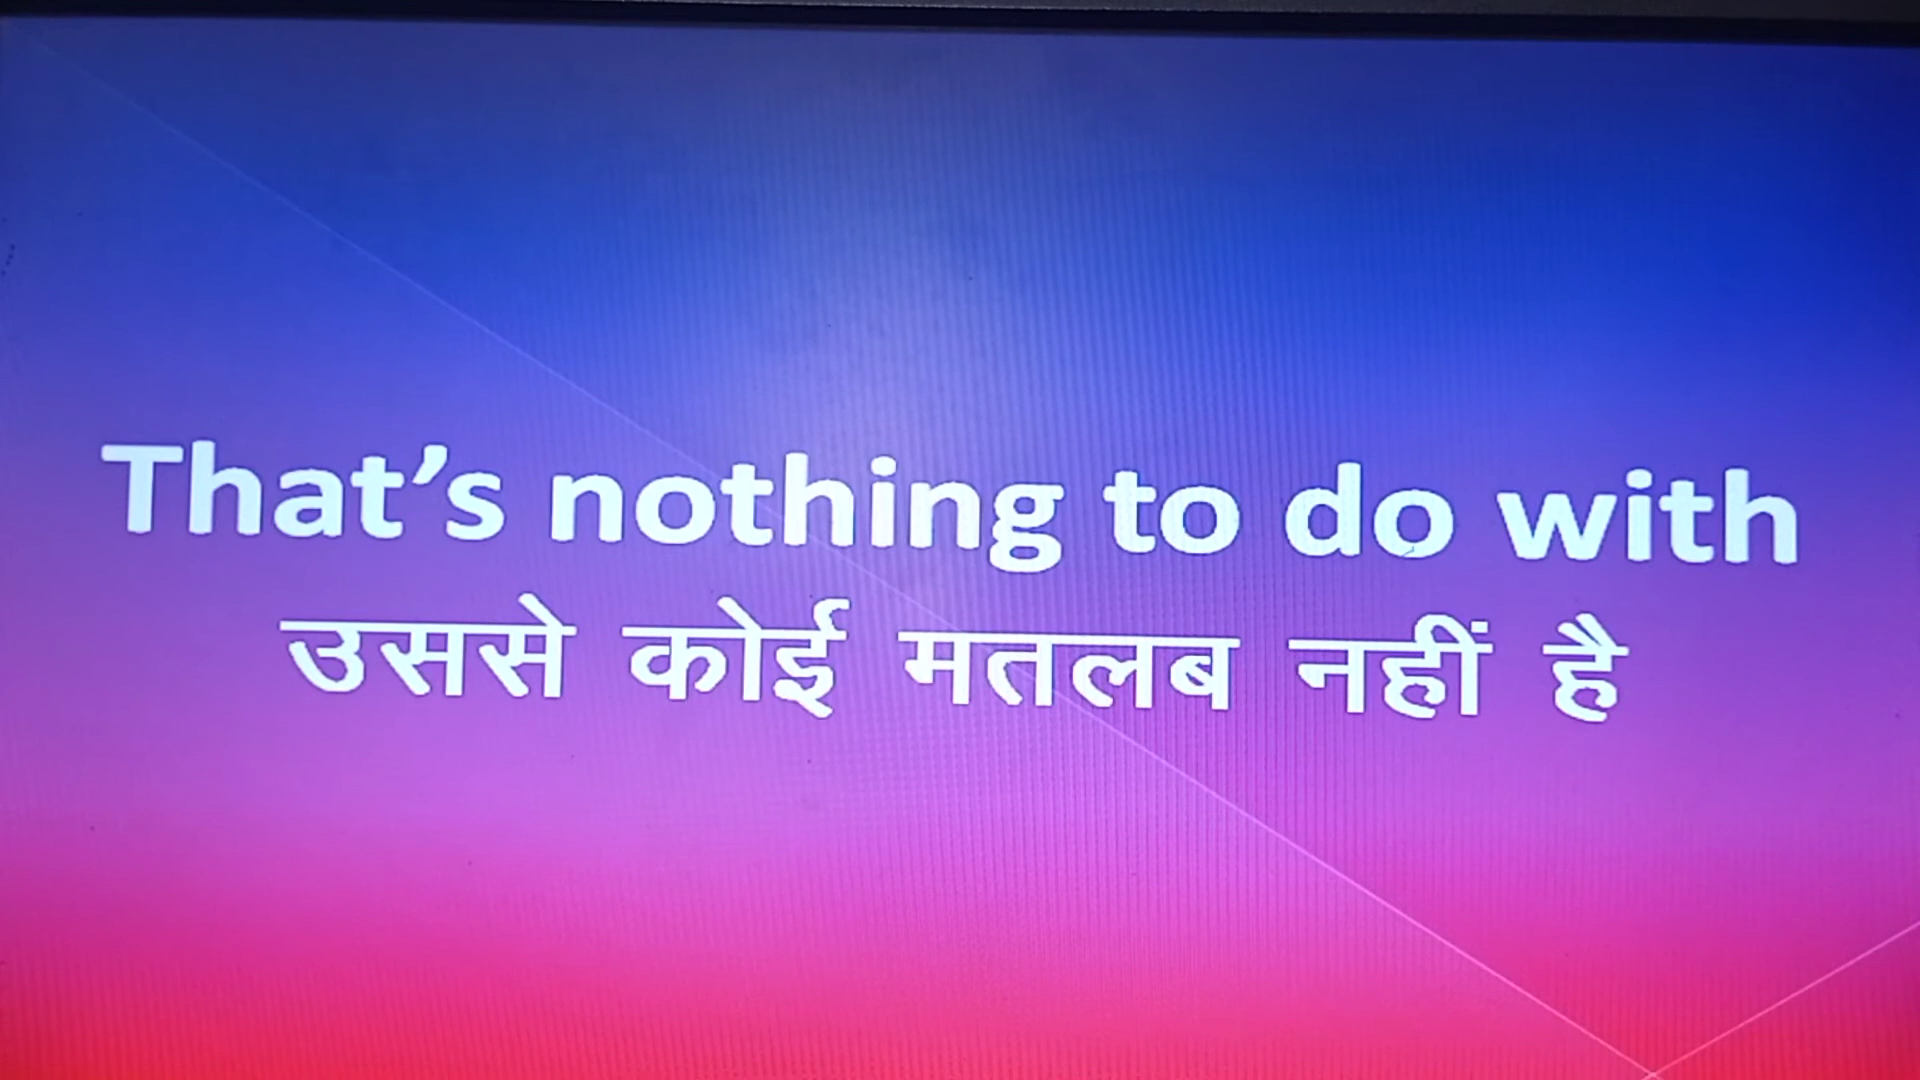 That’s nothing to do with
उससे कोई मतलब नहीं है